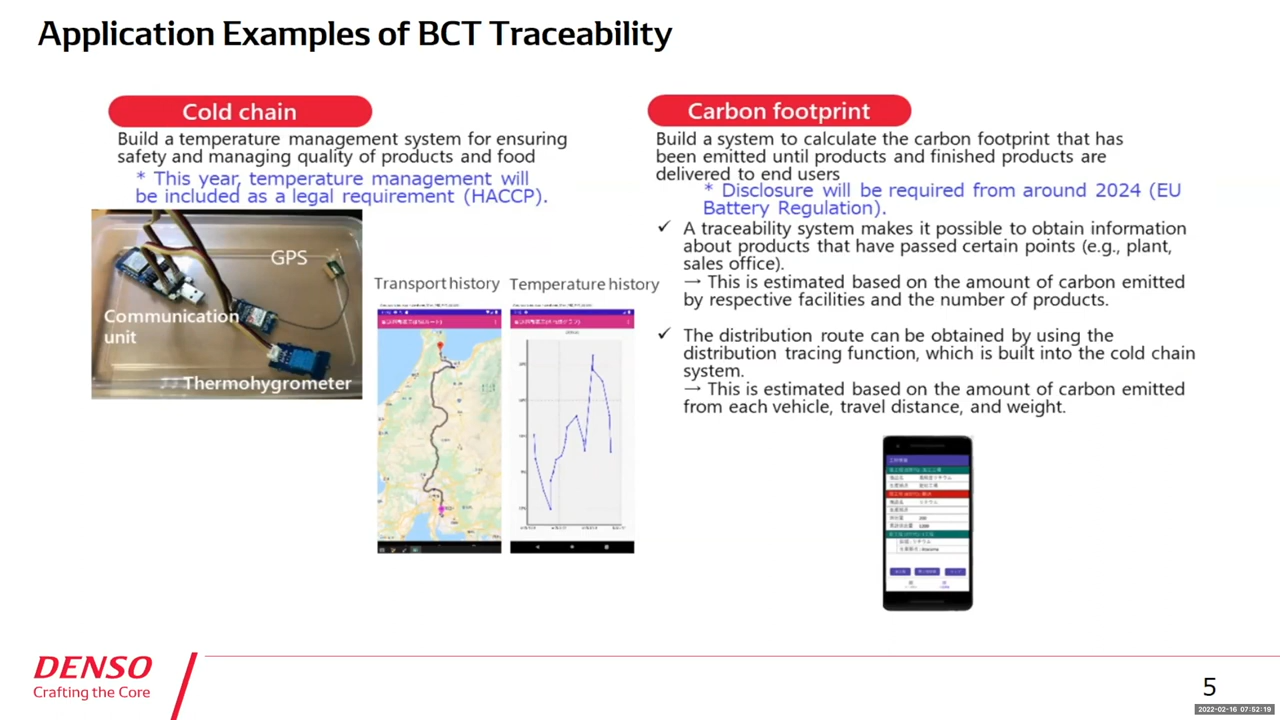 Application Examples of BCT Traceability
Cold chain
Build a temperature management system for ensuring
safety and managing quality of products and food
* This year, temperature management will
be included as a legal requirement (HACCP).
GPS
Communication
unit
Thermohygrometer
Transport history
Temperature history
Carbon footprint
Build a system to calculate the carbon footprint that has
been emitted until products and finished products are
delivered to end users
* Disclosure will be required from around 2024 (EU
Battery Regulation).
✓ A traceability system makes it possible to obtain information
about products that have passed certain points (e.g., plant,
sales office).
→ This is estimated based on the amount of carbon emitted
by respective facilities and the number of products.
✓ The distribution route can be obtained by using the
distribution tracing function, which is built into the cold chain
system.
→ This is estimated based on the amount of carbon emitted
from each vehicle, travel distance, and weight.
DENSO
Crafting the Core
5
2022-02-16 07:52:19